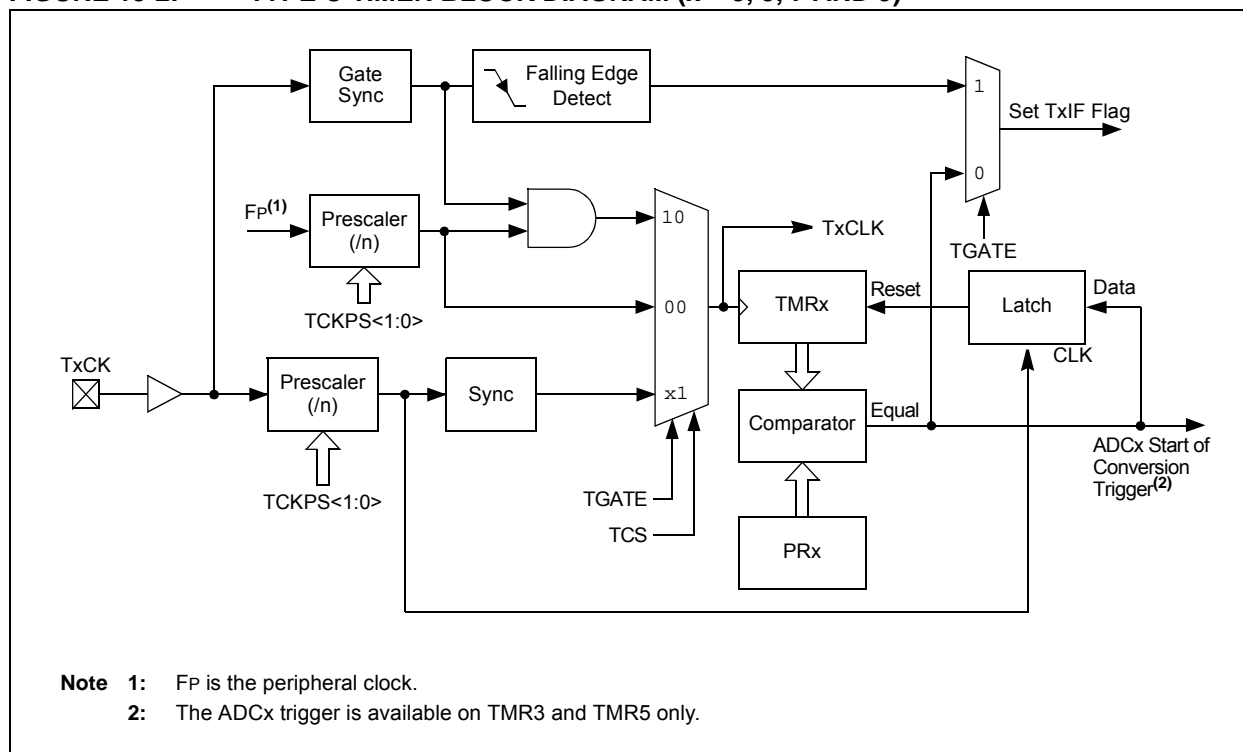 Gate
Sync
Falling Edge
Detect
1
Set TxIF Flag
0
FP(1)
Prescaler
(/n)
10
TxCLK
TGATE
TCKPS<1:0>
00
TMRx
Reset
Latch
Data
CLK
TxCK
Prescaler
(/n)
Sync
x1
Comparator
Equal
ADCx Start of
Conversion
Trigger(2)
TCKPS<1:0>
TGATE
TCS
PRx
Note 1: FP is the peripheral clock.
2: The ADCx trigger is available on TMR3 and TMR5 only.